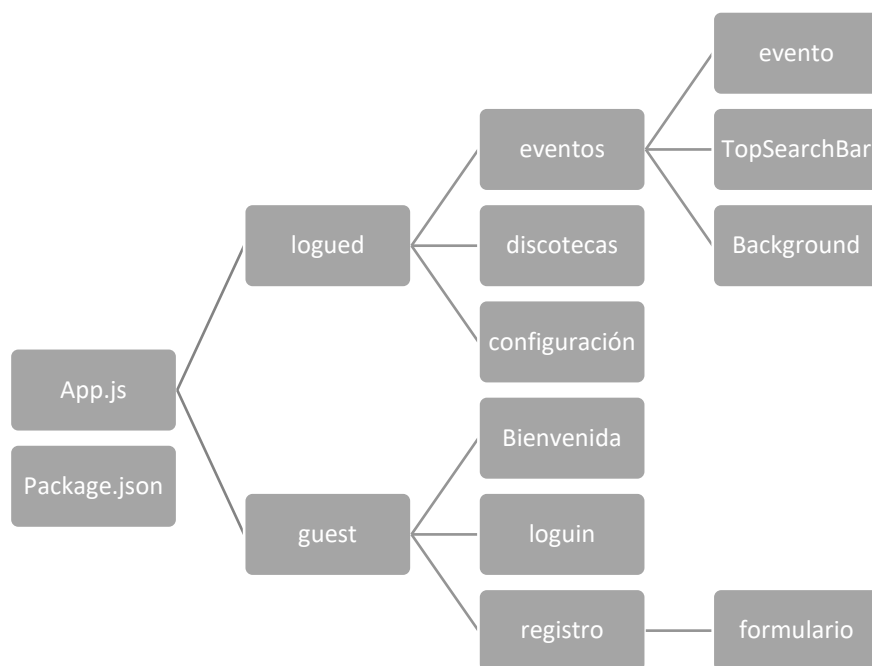 App.js
Package.json
logued
guest
eventos
discotecas
configuración
Bienvenida
loguin
registro
evento
TopSearchBar
Background
formulario